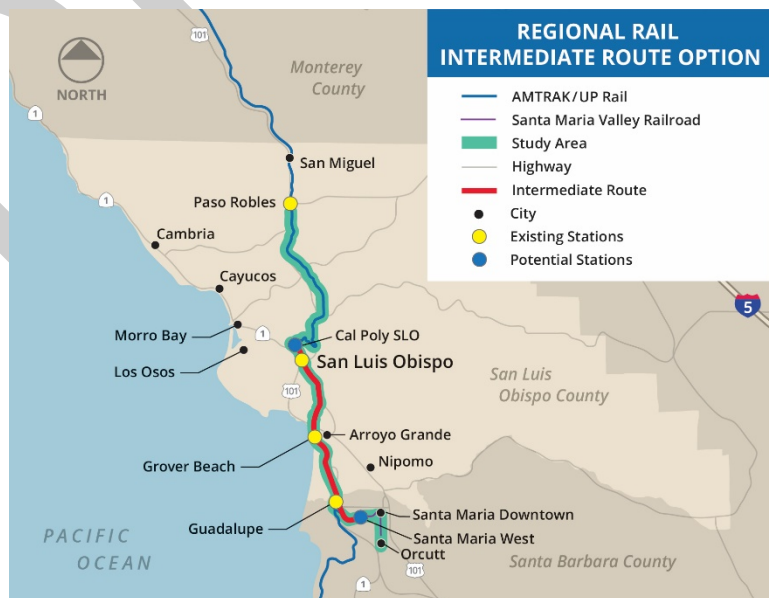 REGIONAL RAIL
INTERMEDIATE ROUTE OPTION
AMTRAK/UP Rail
Santa Maria Valley Railroad
Study Area
Highway
Intermediate Route
City
Existing Stations
Potential Stations
NORTH
101
Monterey
County
1
San Miguel
Paso Robles
1
Cambria
Cayucos
5
Morro Bay
1
Cal Poly SLO
Los Osos
San Luis Obispo
San Luis
Obispo County
101
Arroyo Grande
Grover Beach
Nipomo
Guadalupe
Santa Maria Downtown
Santa Maria West
Orcutt
PACIFIC
OCEAN
Santa Barbara County
101
1